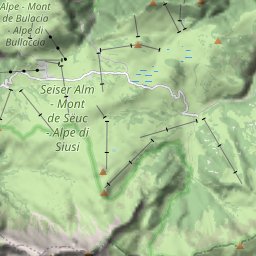 Alpe - Mont
de Bulacia
- Alpe di
Bullaccia
Seiser Alm -
Mont
de Seuc
- Alpe di
Siusi